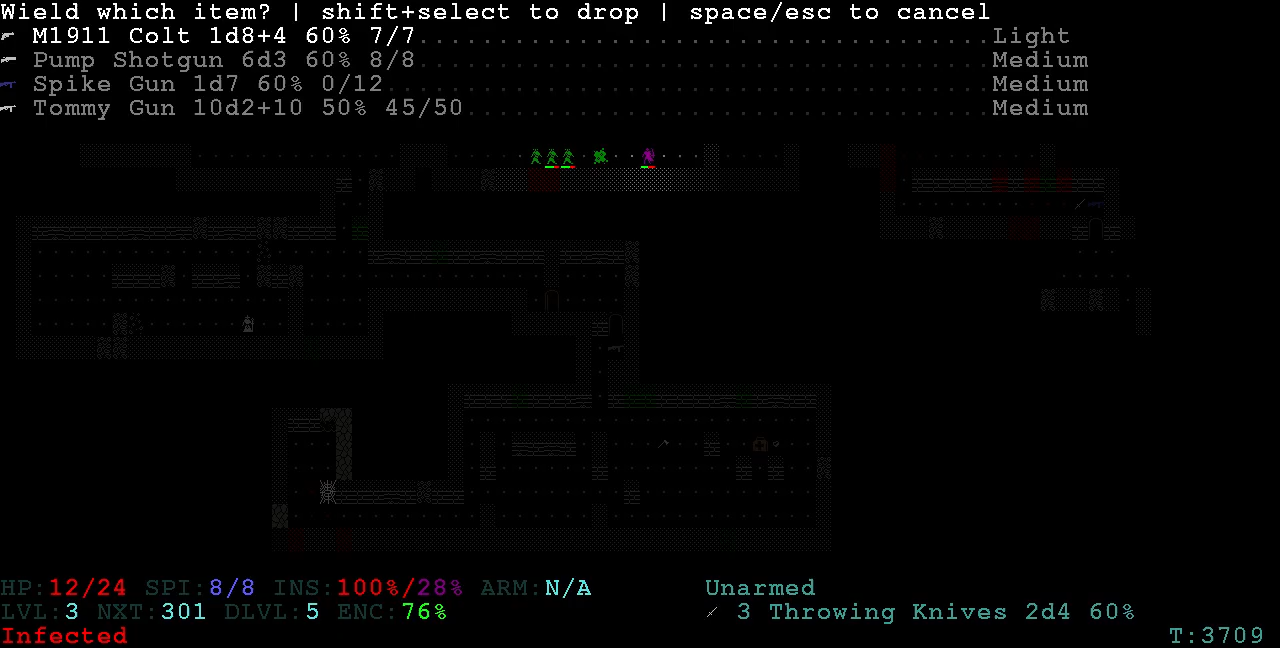 Wield which item? | shift+select to drop | space/esc to cancel
M1911 Colt 1d8+4 60% 7/7....................................Light
Pump Shotgun 6d3 60% 8/8....................................Medium
Spike Gun 1d7 60% 0/12......................................Medium
Tommy Gun 10d2+10 50% 45/50.................................Medium
HP:12/24 SPI:8/8 INS:100%/28% ARM:N/A Unarmed
LVL:3 NXT:301 DLVL:5 ENC:76% 3 Throwing Knives 2d4 60%
Infected T:3709